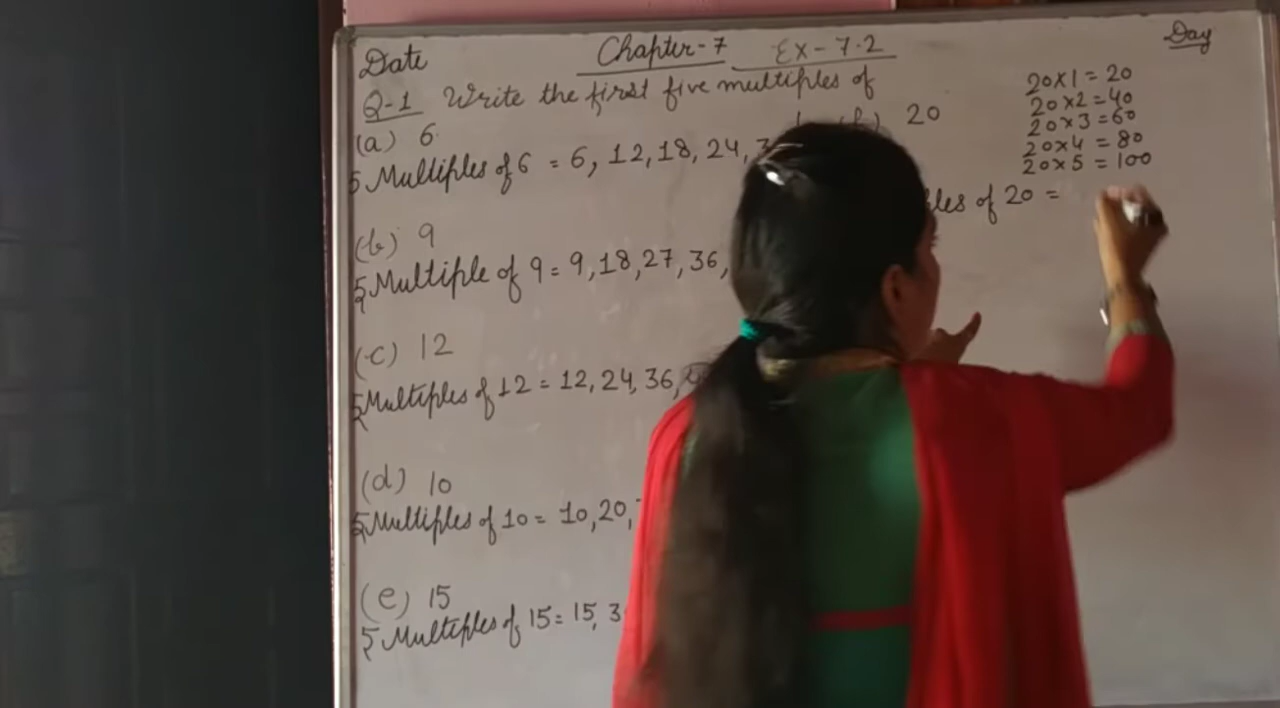 Date Chapter-7 Ex-7.2 Day
Q-1 Write the first five multiples of
(a) 6
5 Multiples of 6 = 6, 12, 18, 24,
(b) 9
5 Multiple of 9 = 9, 18, 27, 36,
(c) 12
5 Multiples of 12 = 12, 24, 36,
(d) 10
5 Multiples of 10 = 10, 20,
(e) 15
5 Multiples of 15 = 15,
20
20×1 = 20
20×2 = 40
20×3 = 60
20×4 = 80
20×5 = 100
of 20 =